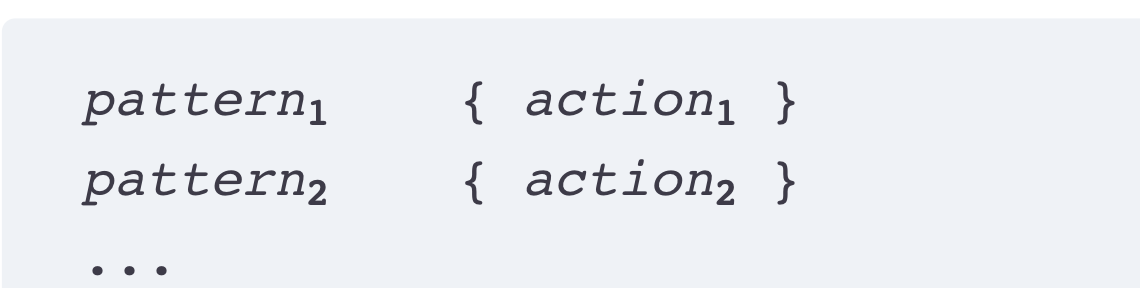 pattern₁ { action₁ }
pattern₂ { action₂ }
...